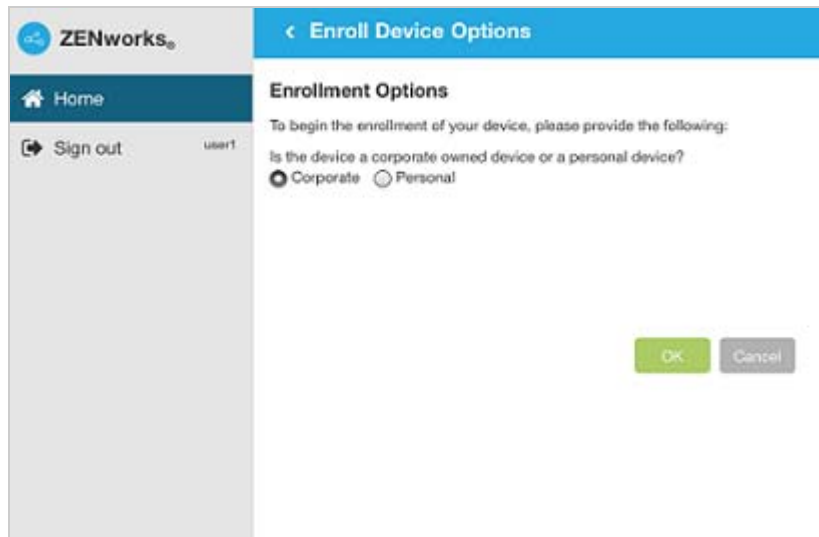 ZENworks®
Home
Sign out user1
Enroll Device Options
Enrollment Options
To begin the enrollment of your device, please provide the following:
Is the device a corporate owned device or a personal device?
Corporate Personal
OK Cancel